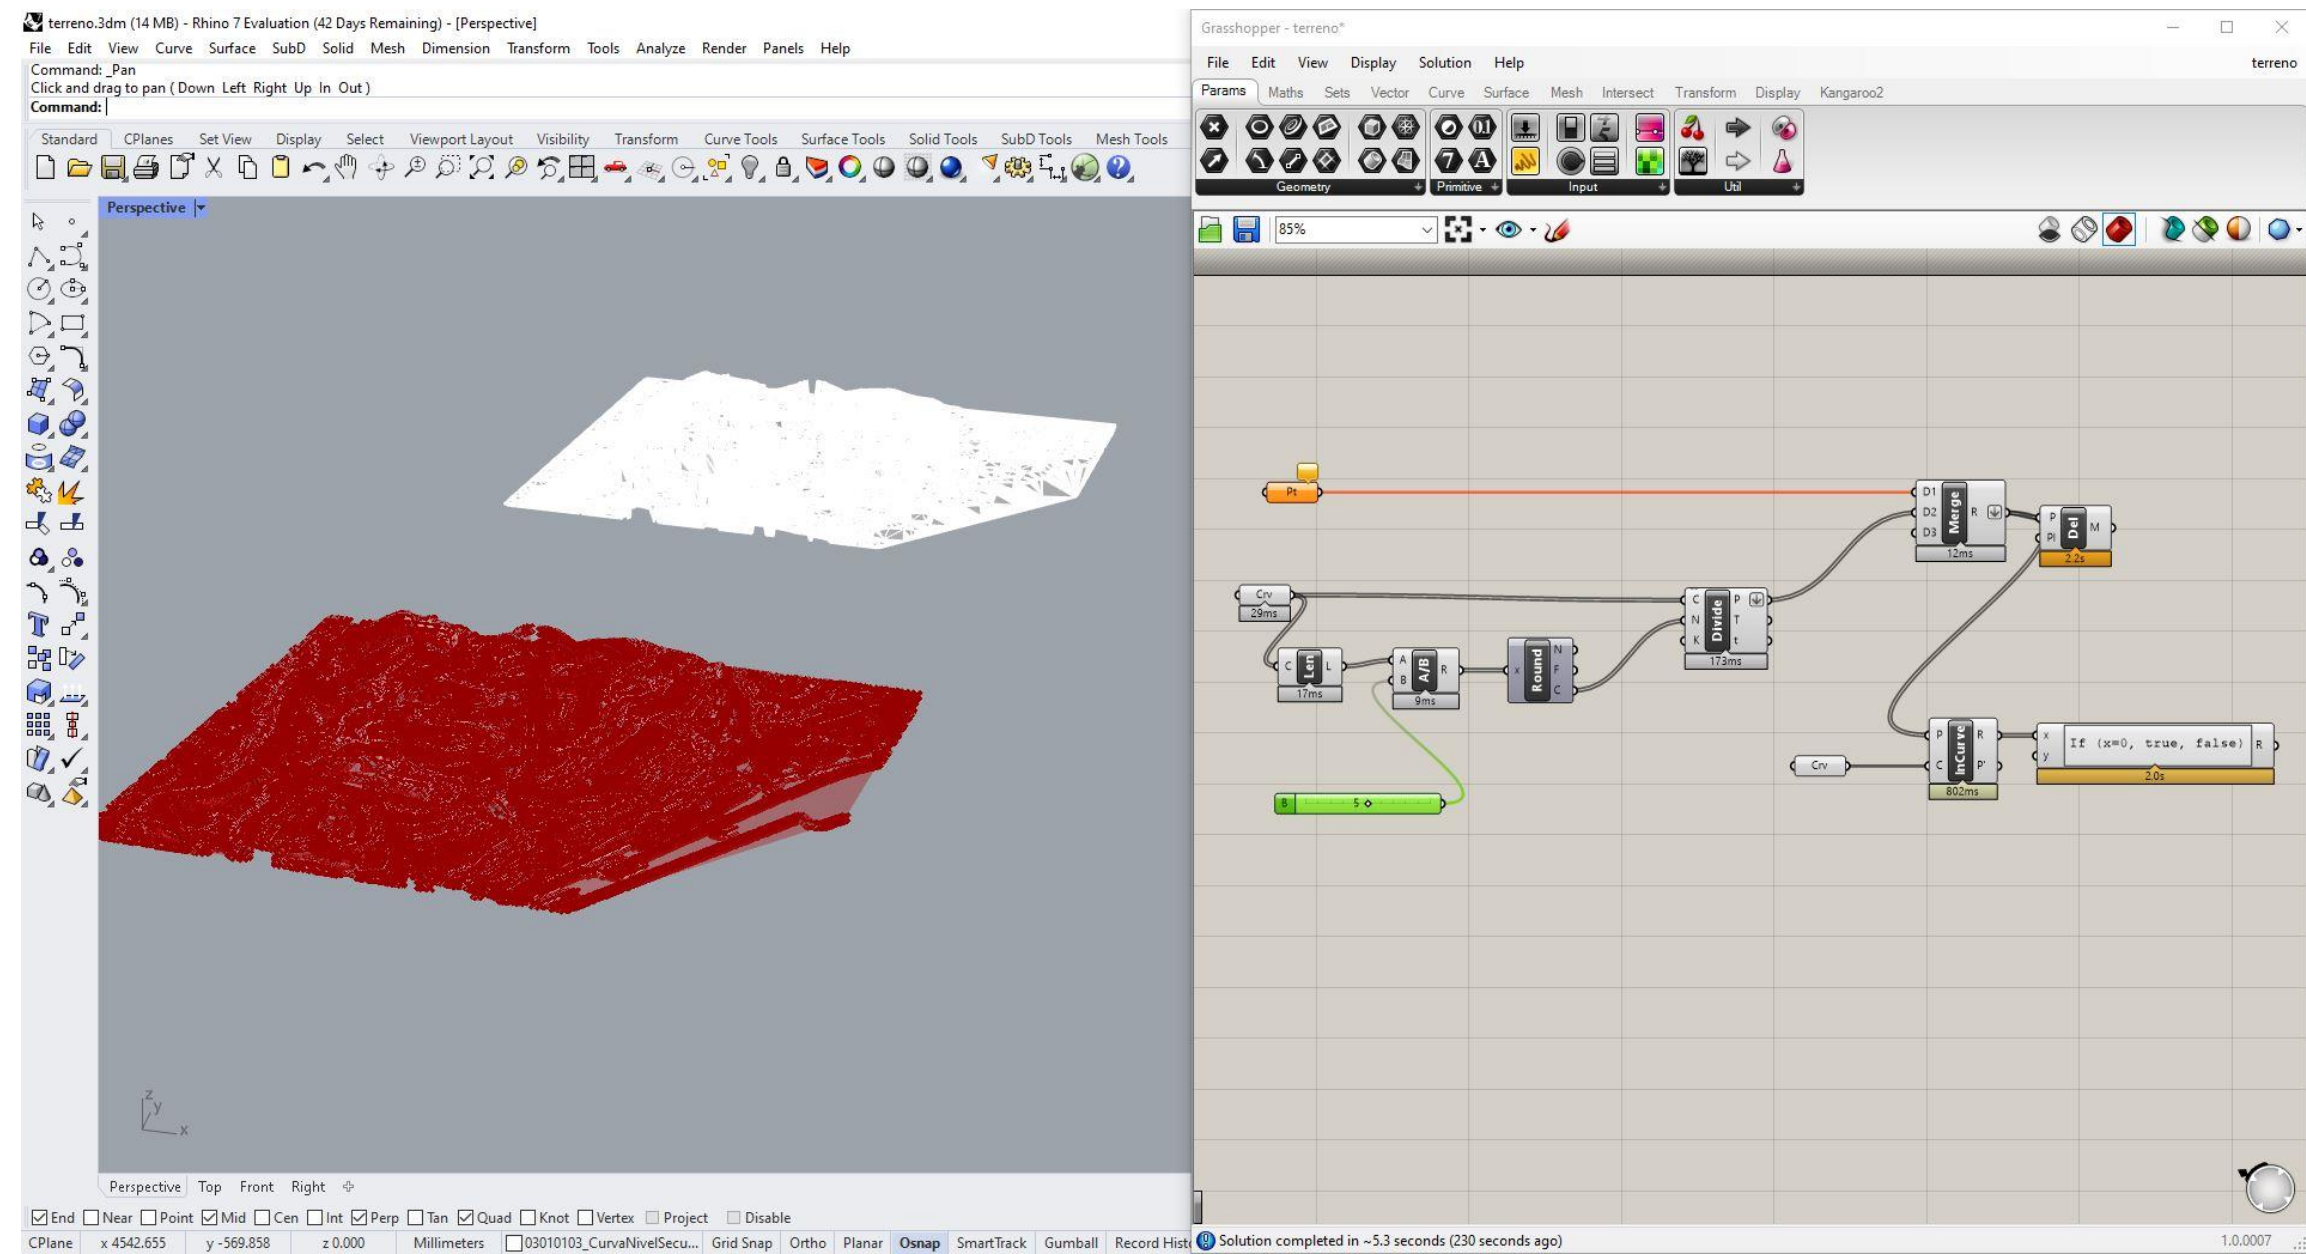 terreno.3dm (14 MB) - Rhino 7 Evaluation (42 Days Remaining) - [Perspective]
File Edit View Curve Surface SubD Solid Mesh Dimension Transform Tools Analyze Render Panels Help
Command: _Pan
Click and drag to pan ( Down Left Right Up In Out )
Command:
Standard CPlanes Set View Display Select Viewport Layout Visibility Transform Curve Tools Surface Tools Solid Tools SubD Tools Mesh Tools
Perspective
z
y
x
Perspective Top Front Right
End Near Point Mid Cen Int Perp Tan Quad Knot Vertex Project Disable
CPlane x 4542.655 y -569.858 z 0.000 Millimeters 03010103_CurvaNivelSecu... Grid Snap Ortho Planar Osnap SmartTrack Gumball Record Histo
Grasshopper - terreno*
File Edit View Display Solution Help terreno
Params Maths Sets Vector Curve Surface Mesh Intersect Transform Display Kangaroo2
Geometry Primitive Input Util
85%
Pt
D1
D2
D3
Merge
R
12ms
P
Pl
Del
M
2.2s
Crv
29ms
C
N
K
Divide
P
T
t
173ms
C
Len
L
17ms
A
B
A/B
R
9ms
x
Round
N
F
C
B 5
Crv
P
C
InCurve
R
P'
802ms
x
y
If (x=0, true, false)
R
2.0s
Solution completed in ~5.3 seconds (230 seconds ago) 1.0.0007